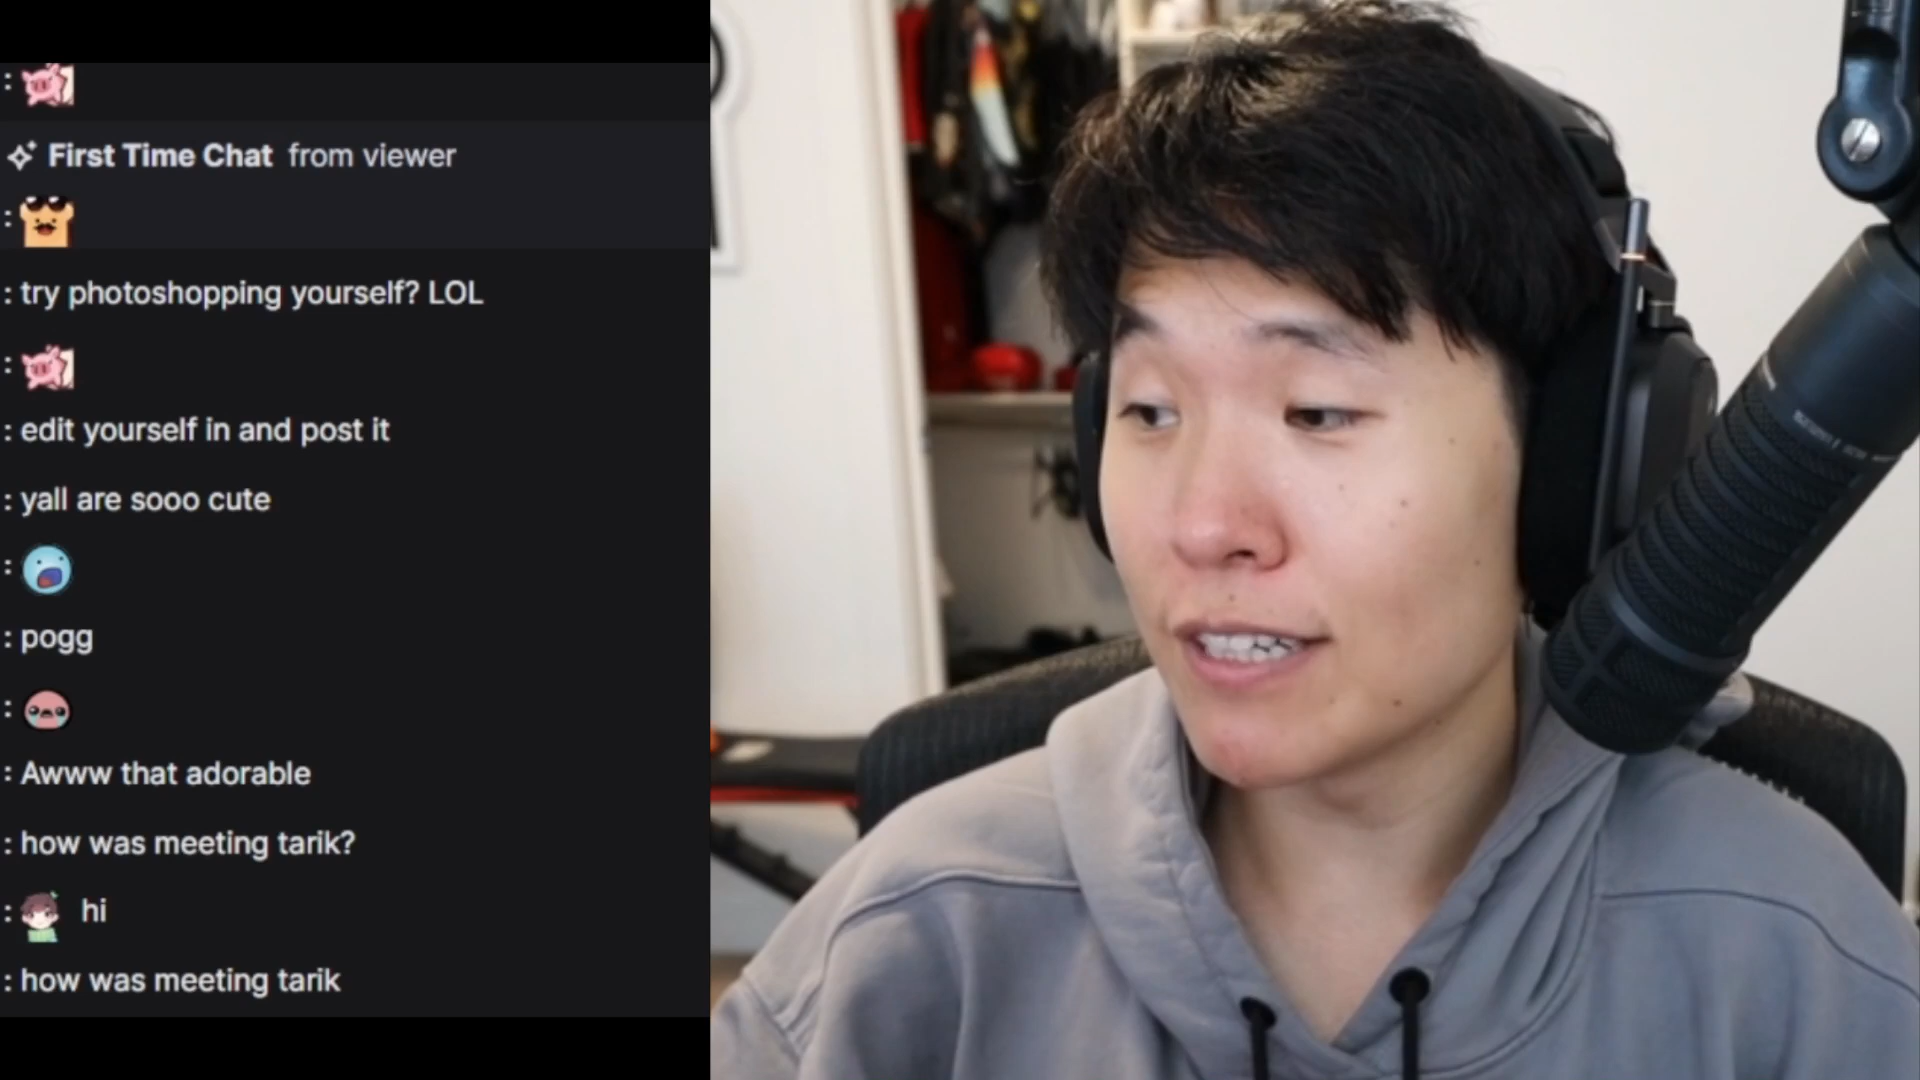 :
First Time Chat from viewer
:
: try photoshopping yourself? LOL
:
: edit yourself in and post it
: yall are sooo cute
:
: pogg
:
: Awww that adorable
: how was meeting tarik?
: hi
: how was meeting tarik